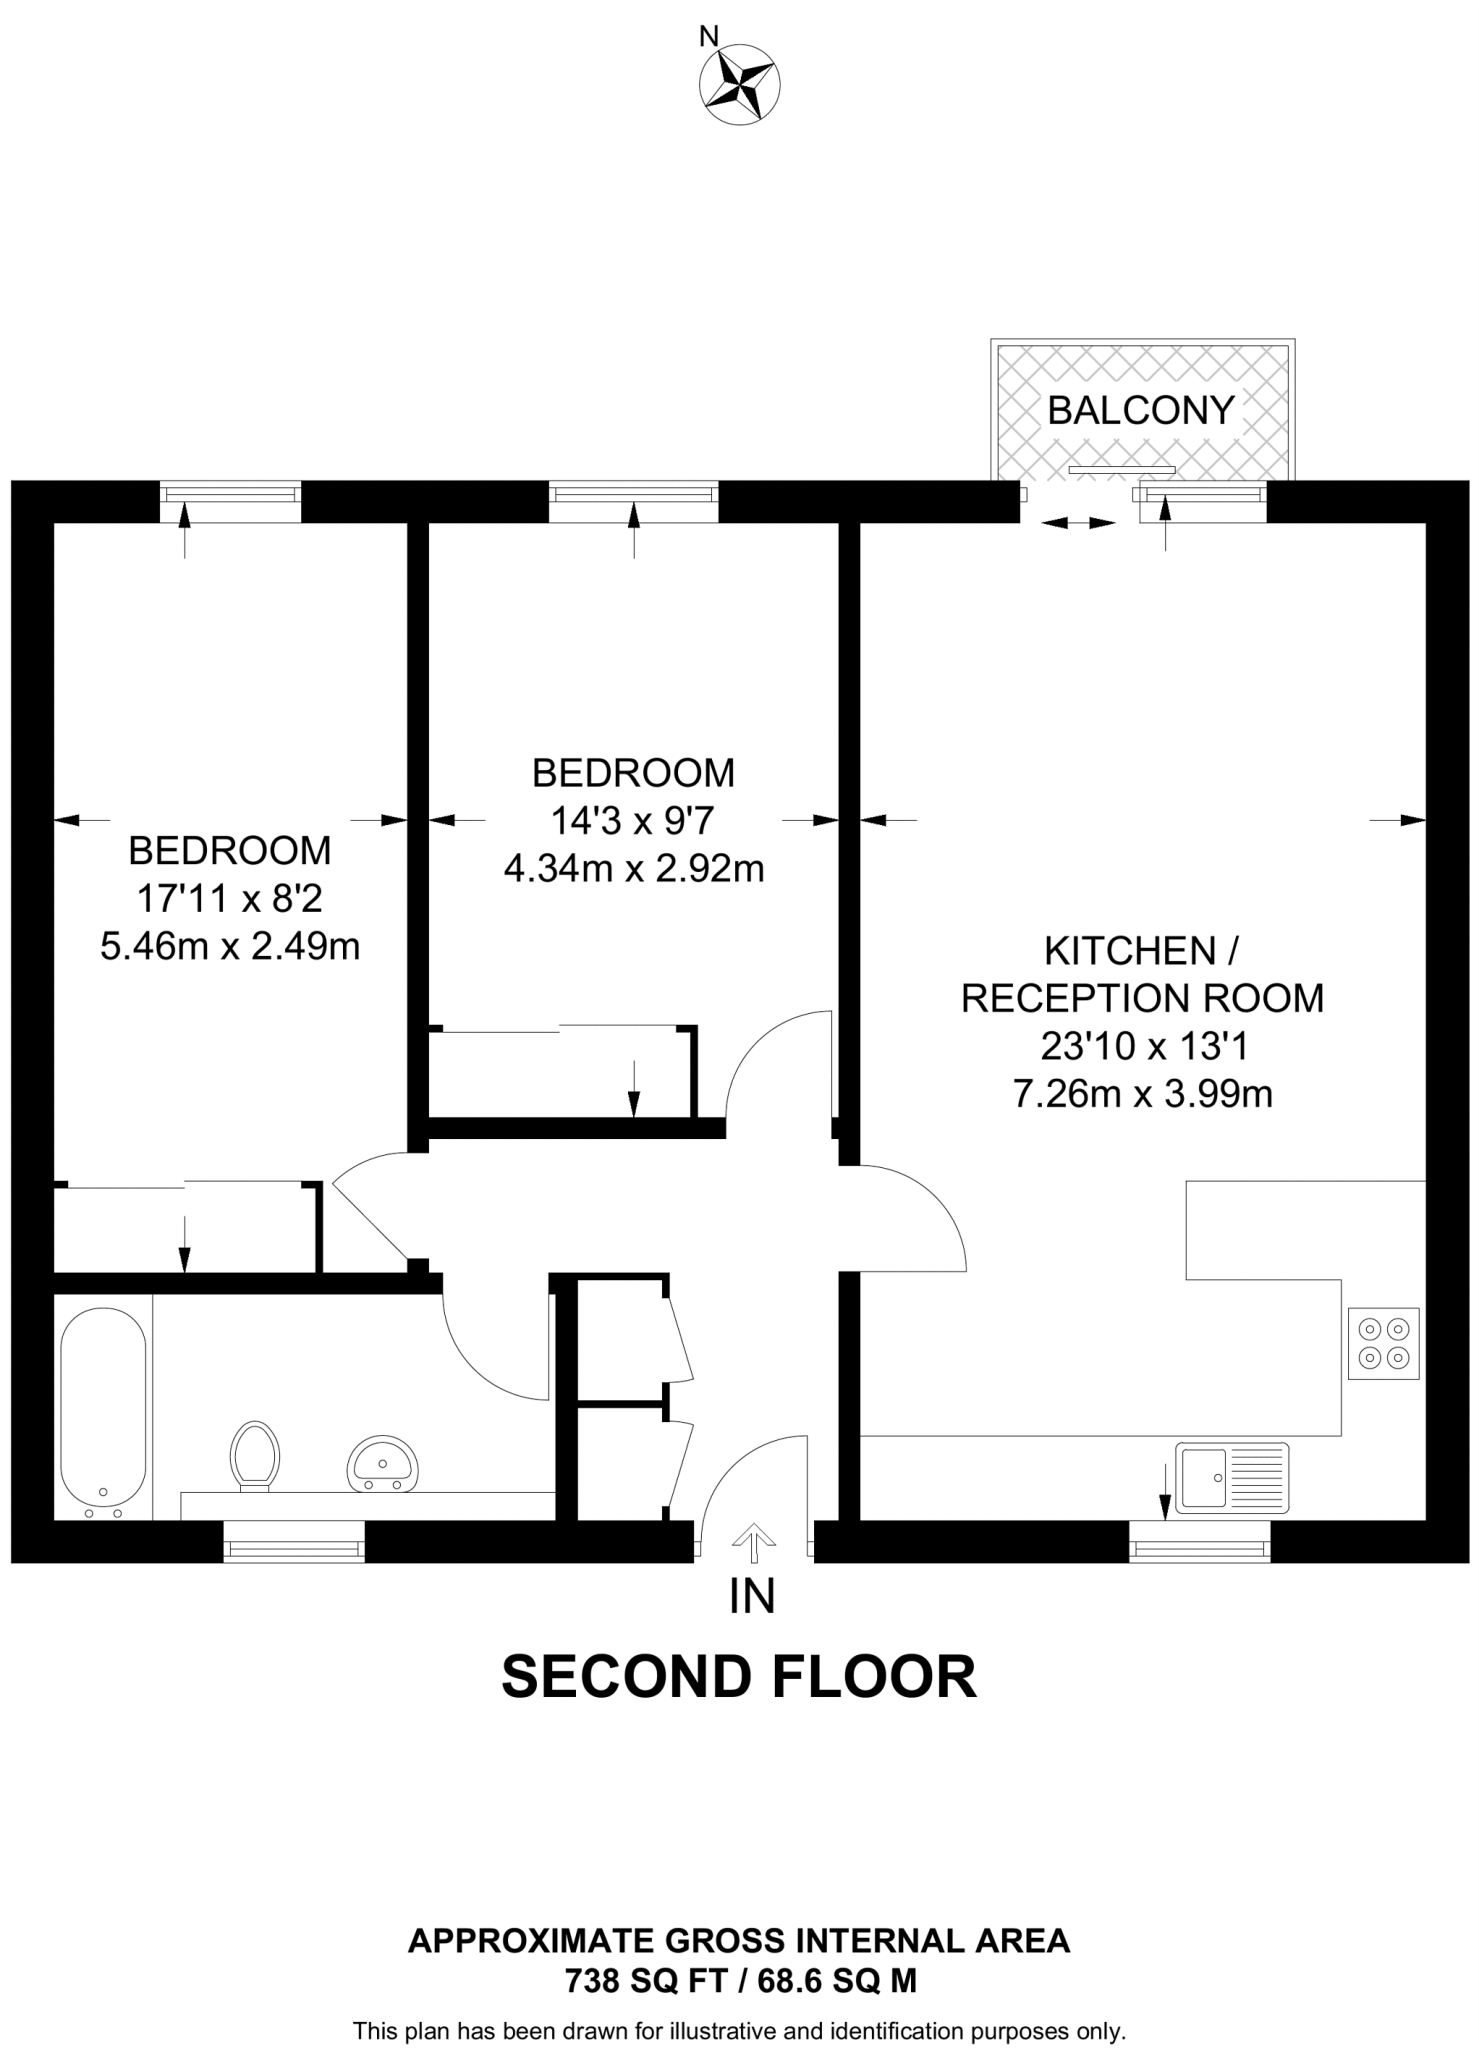 N
BALCONY
BEDROOM
14'3 x 9'7
4.34m x 2.92m
BEDROOM
17'11 x 8'2
5.46m x 2.49m
KITCHEN /
RECEPTION ROOM
23'10 x 13'1
7.26m x 3.99m
IN
SECOND FLOOR
APPROXIMATE GROSS INTERNAL AREA
738 SQ FT / 68.6 SQ M
This plan has been drawn for illustrative and identification purposes only.